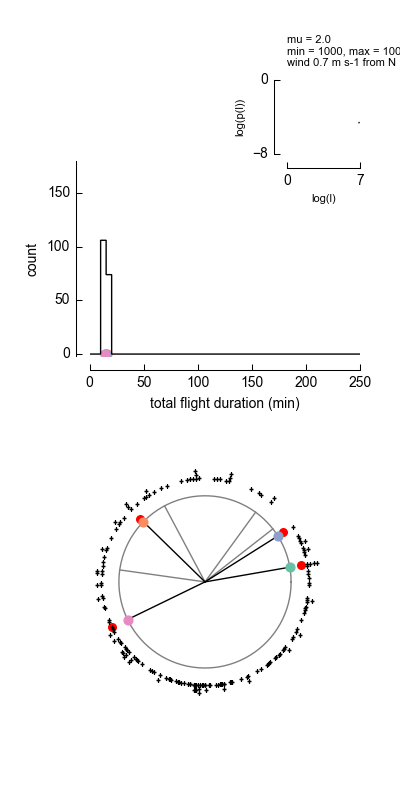 mu = 2.0
min = 1000, max = 100
wind 0.7 m s-1 from N
0
−8
log(p(l))
0
7
log(l)
150
100
50
0
count
0
50
100
150
200
250
total flight duration (min)